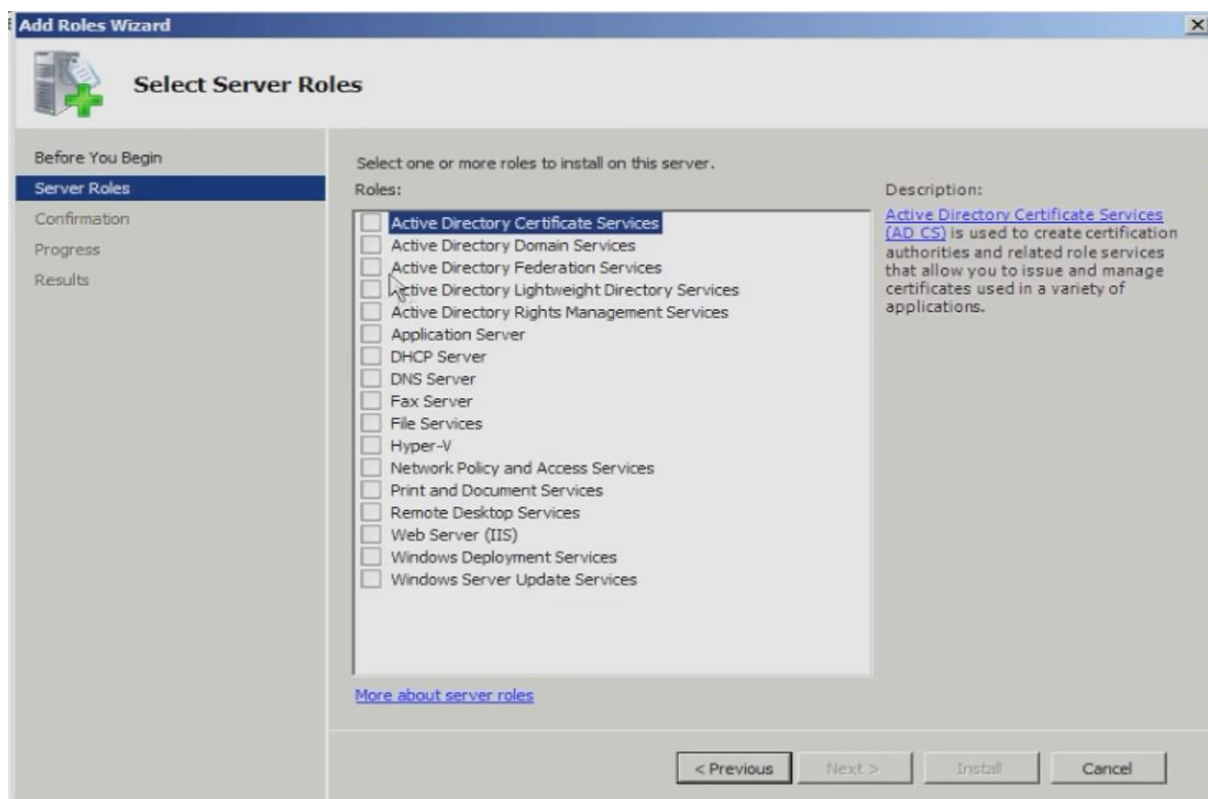 Add Roles Wizard
Select Server Roles
Before You Begin
Server Roles
Confirmation
Progress
Results
Select one or more roles to install on this server.
Roles:
Active Directory Certificate Services
Active Directory Domain Services
Active Directory Federation Services
Active Directory Lightweight Directory Services
Active Directory Rights Management Services
Application Server
DHCP Server
DNS Server
Fax Server
File Services
Hyper-V
Network Policy and Access Services
Print and Document Services
Remote Desktop Services
Web Server (IIS)
Windows Deployment Services
Windows Server Update Services
More about server roles
Description:
Active Directory Certificate Services
(AD CS) is used to create certification
authorities and related role services
that allow you to issue and manage
certificates used in a variety of
applications.
< Previous
Next >
Install
Cancel